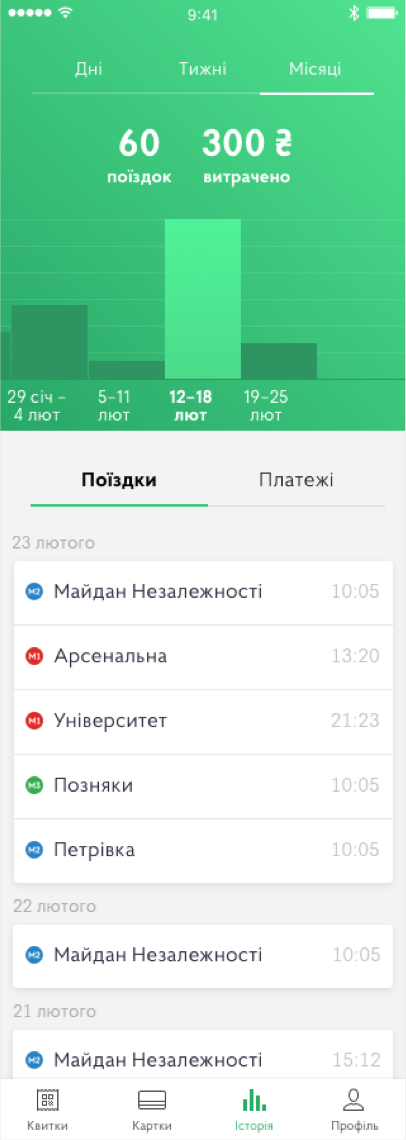 9:41
Дні Тижні Місяці
60 300 ₴
поїздок витрачено
29 січ – 5–11 12–18 19–25
4 лют лют лют лют
Поїздки Платежі
23 лютого
M2 Майдан Незалежності 10:05
M1 Арсенальна 13:20
M1 Університет 21:23
M3 Позняки 10:05
M2 Петрівка 10:05
22 лютого
M2 Майдан Незалежності 10:05
21 лютого
M2 Майдан Незалежності 15:12
Квитки Картки Історія Профіль